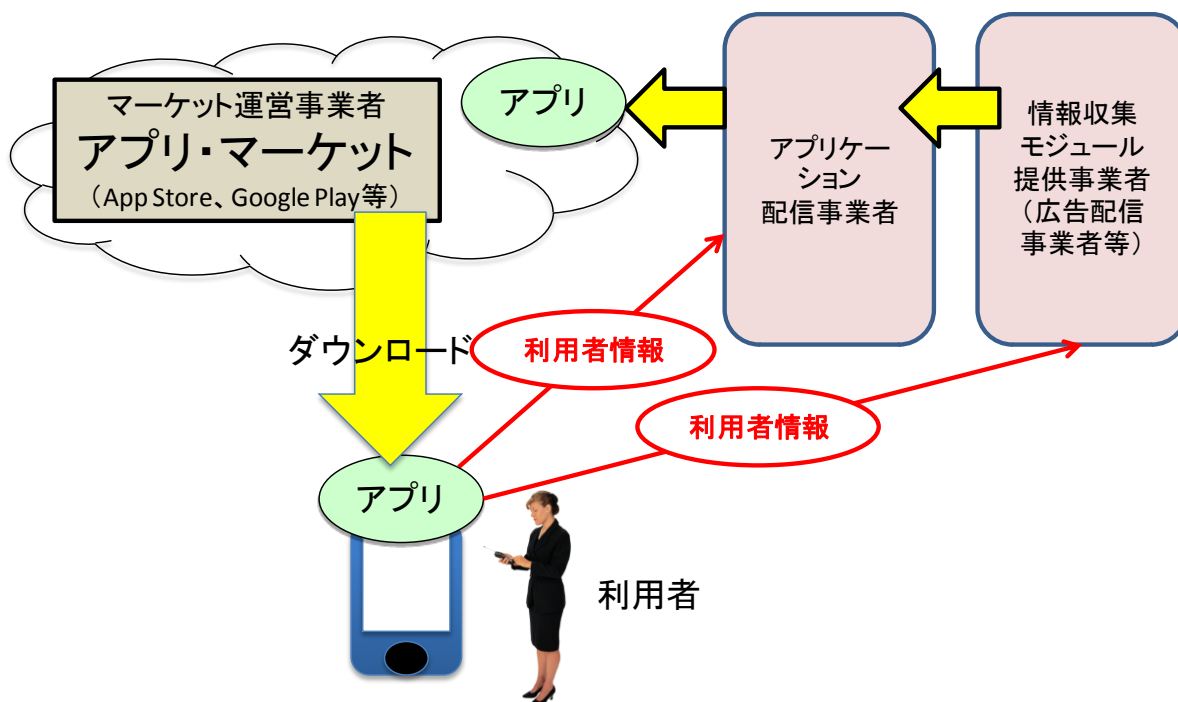 マーケット運営事業者
アプリ・マーケット
（App Store、Google Play等）
アプリ
アプリケー
ション
配信事業者
情報収集
モジュール
提供事業者
（広告配信
事業者等）
ダウンロード
利用者情報
利用者情報
アプリ
利用者